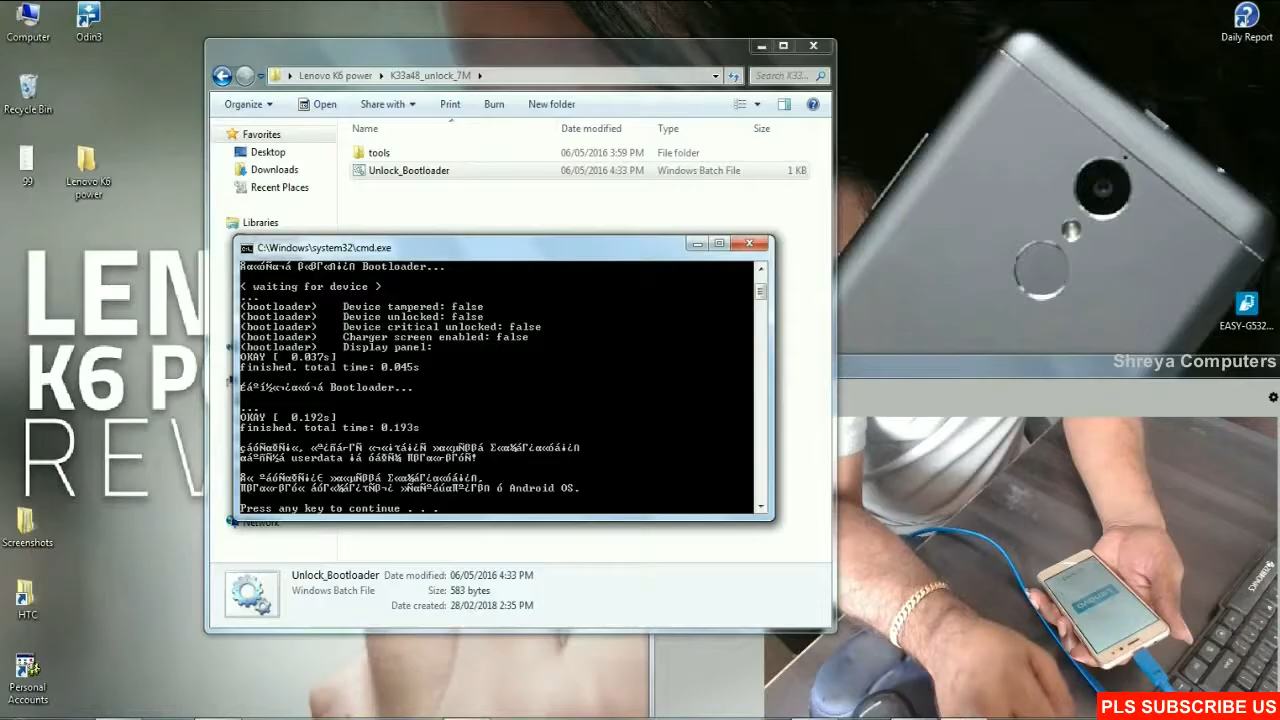 Computer
Odin3
Daily Report
Lenovo K6 power
K33a48_unlock_7M
Search K33...
Recycle Bin
Organize
Open
Share with
Print
Burn
New folder
Favorites
Name
Date modified
Type
Size
Desktop
tools
06/05/2016 3:59 PM
File folder
Downloads
Unlock_Bootloader
06/05/2016 4:33 PM
Windows Batch File
1 KB
Recent Places
99
Lenovo K6
power
Libraries
C:\Windows\system32\cmd.exe
Bootloader...
< waiting for device >
...
(bootloader) Device tampered: false
(bootloader) Device unlocked: false
(bootloader) Device critical unlocked: false
(bootloader) Charger screen enabled: false
(bootloader) Display panel:
OKAY [ 0.037s]
finished. total time: 0.045s
Bootloader...
...
OKAY [ 0.192s]
finished. total time: 0.193s
userdata
Android OS.
Press any key to continue . . .
LEN
K6 P
REV
EASY-G532...
Shreya Computers
Network
Screenshots
HTC
Personal
Accounts
Unlock_Bootloader Date modified: 06/05/2016 4:33 PM
Windows Batch File Size: 583 bytes
Date created: 28/02/2018 2:35 PM
Lenovo
ZEBRONICS
PLS SUBSCRIBE US